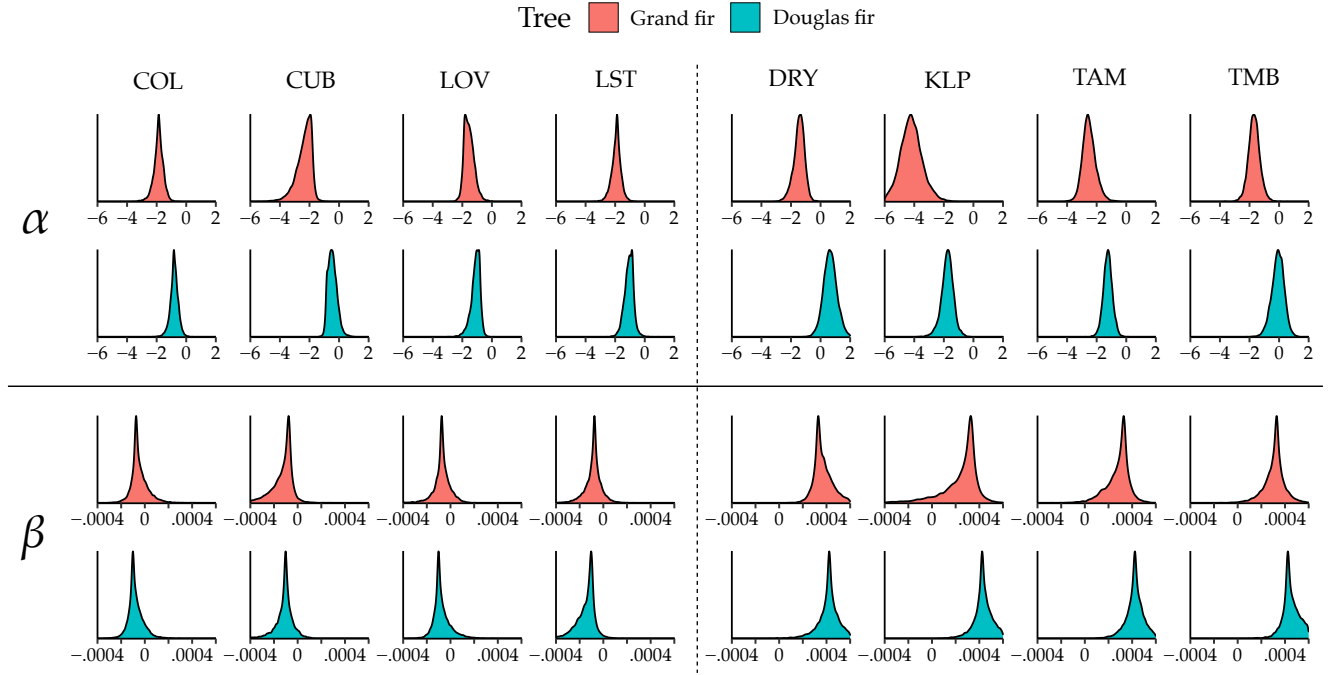 Tree Grand fir Douglas fir
COL CUB LOV LST DRY KLP TAM TMB
α
−6 −4 −2 0 2 −6 −4 −2 0 2 −6 −4 −2 0 2 −6 −4 −2 0 2 −6 −4 −2 0 2 −6 −4 −2 0 2 −6 −4 −2 0 2 −6 −4 −2 0 2
−6 −4 −2 0 2 −6 −4 −2 0 2 −6 −4 −2 0 2 −6 −4 −2 0 2 −6 −4 −2 0 2 −6 −4 −2 0 2 −6 −4 −2 0 2 −6 −4 −2 0 2
β
−.0004 0 .0004 −.0004 0 .0004 −.0004 0 .0004 −.0004 0 .0004 −.0004 0 .0004 −.0004 0 .0004 −.0004 0 .0004 −.0004 0 .0004
−.0004 0 .0004 −.0004 0 .0004 −.0004 0 .0004 −.0004 0 .0004 −.0004 0 .0004 −.0004 0 .0004 −.0004 0 .0004 −.0004 0 .0004